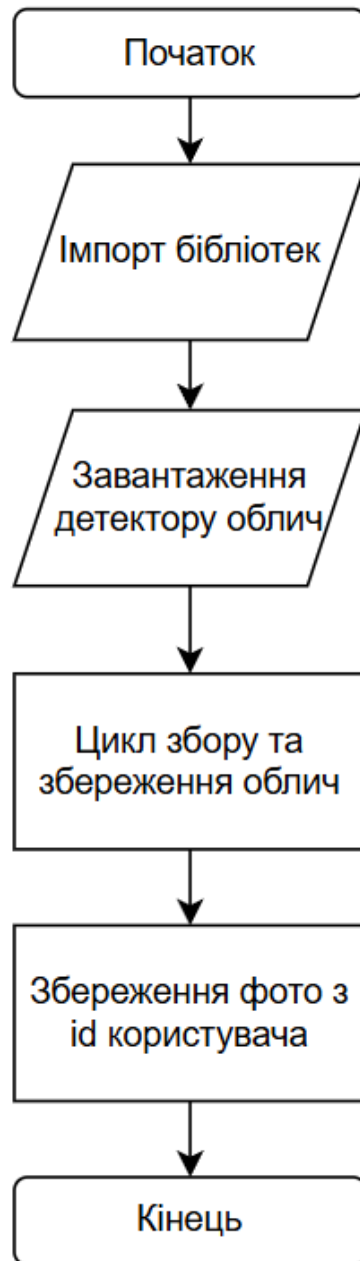 Початок
Імпорт бібліотек
Завантаження
детектору облич
Цикл збору та
збереження облич
Збереження фото з
id користувача
Кінець